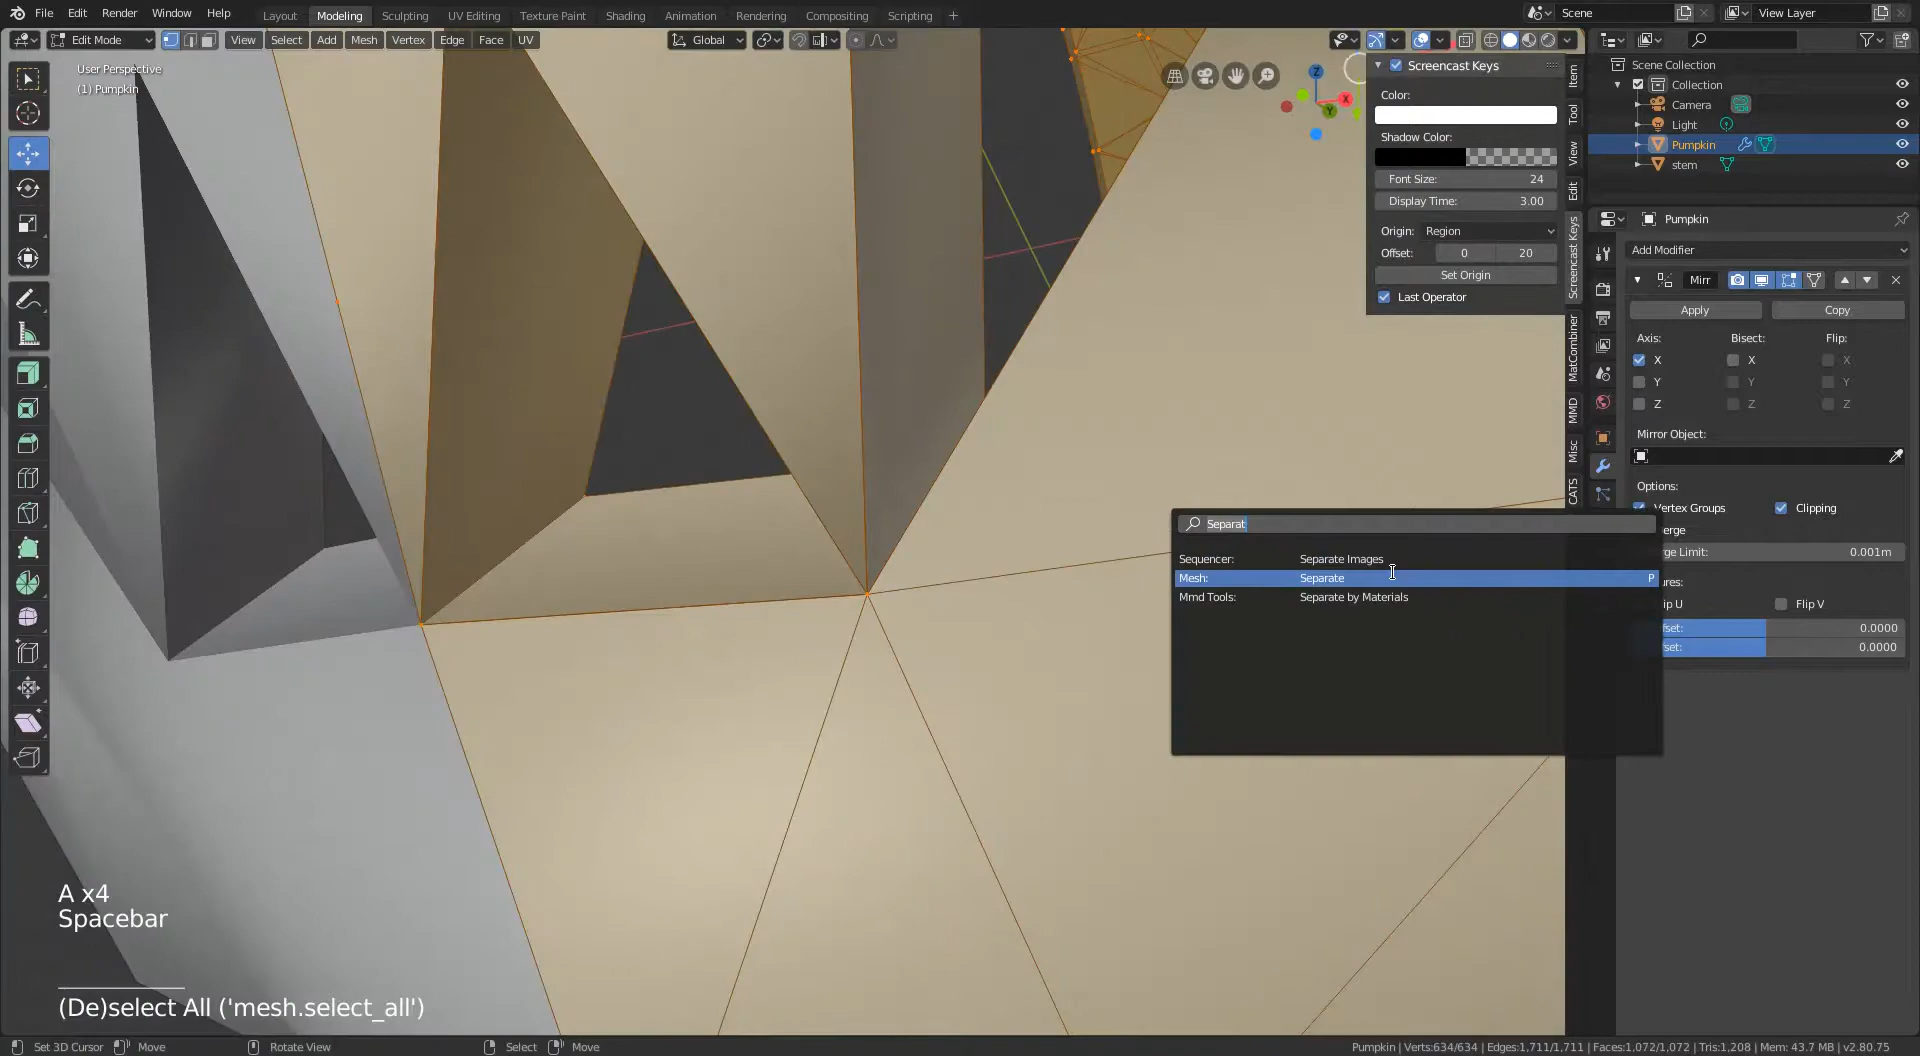 File Edit Render Window Help
Layout Modeling Sculpting UV Editing Texture Paint Shading Animation Rendering Compositing Scripting +
Scene
View Layer
Edit Mode
View Select Add Mesh Vertex Edge Face UV
Global
User Perspective
(1) Pumpkin
Z
X
Y
Screencast Keys
Color:
Shadow Color:
Font Size: 24
Display Time: 3.00
Origin: Region
Offset: 0 20
Set Origin
Last Operator
Item
Tool
View
Edit
Screencast Keys
MatCombiner
MMD
Misc
CATS
Scene Collection
Collection
Camera
Light
Pumpkin
stem
Pumpkin
Add Modifier
Mirr
Apply Copy
Axis: Bisect: Flip:
X X X
Y Y Y
Z Z Z
Mirror Object:
Options:
Vertex Groups Clipping
erge
rge Limit: 0.001m
ures:
ip U Flip V
fset: 0.0000
fset: 0.0000
Separat
Sequencer: Separate Images
Mesh: Separate P
Mmd Tools: Separate by Materials
A x4
Spacebar
(De)select All ('mesh.select_all')
Set 3D Cursor Move Rotate View Select Move
Pumpkin | Verts:634/634 | Edges:1,711/1,711 | Faces:1,072/1,072 | Tris:1,208 | Mem: 43.7 MB | v2.80.75